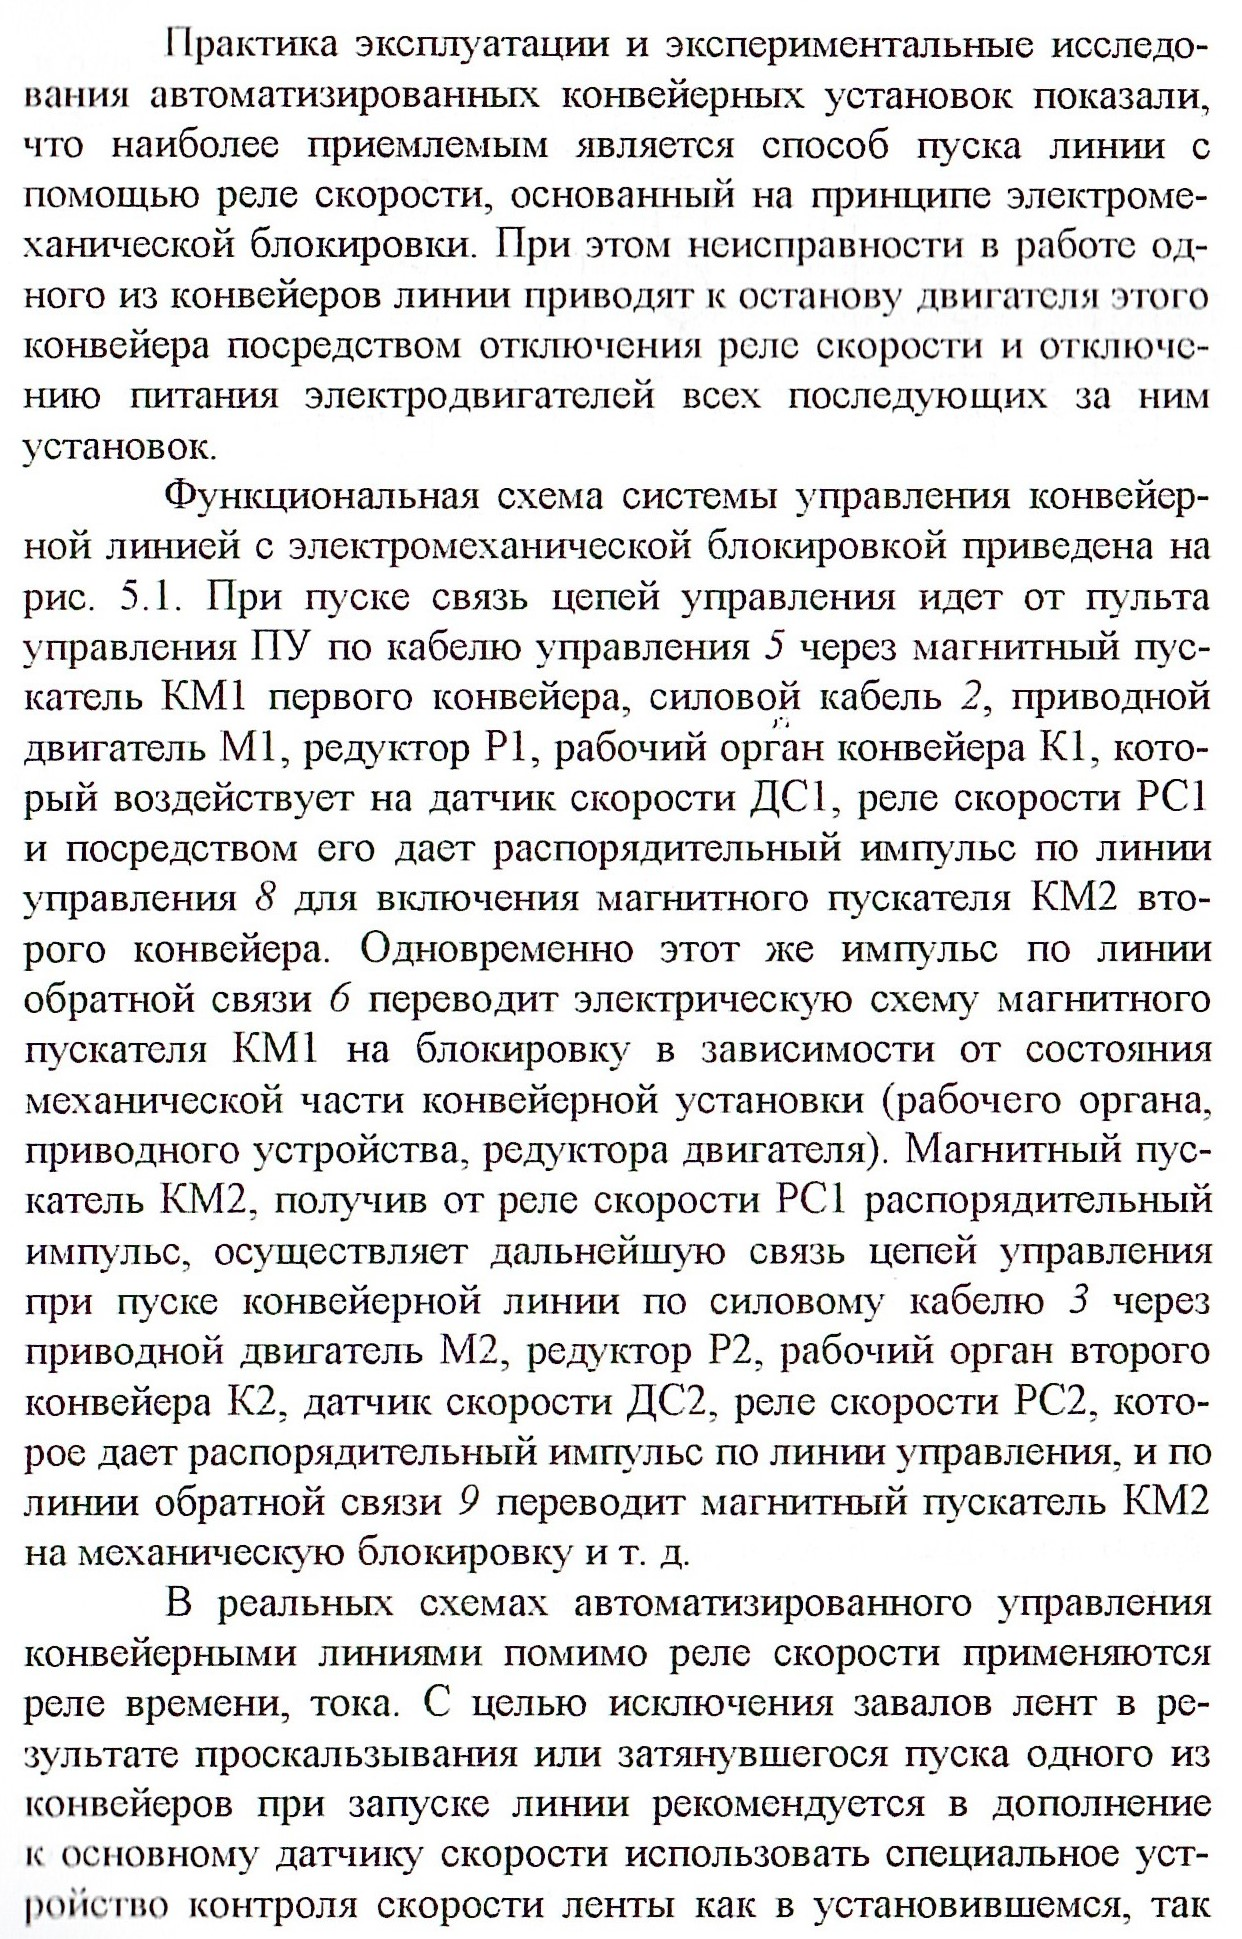 Практика эксплуатации и экспериментальные исследо-
вания автоматизированных конвейерных установок показали,
что наиболее приемлемым является способ пуска линии с
помощью реле скорости, основанный на принципе электроме-
ханической блокировки. При этом неисправности в работе од-
ного из конвейеров линии приводят к останову двигателя этого
конвейера посредством отключения реле скорости и отключе-
нию питания электродвигателей всех последующих за ним
установок.
Функциональная схема системы управления конвейер-
ной линией с электромеханической блокировкой приведена на
рис. 5.1. При пуске связь цепей управления идет от пульта
управления ПУ по кабелю управления 5 через магнитный пус-
катель КМ1 первого конвейера, силовой кабель 2, приводной
двигатель М1, редуктор Р1, рабочий орган конвейера К1, кото-
рый воздействует на датчик скорости ДС1, реле скорости РС1
и посредством его дает распорядительный импульс по линии
управления 8 для включения магнитного пускателя КМ2 вто-
рого конвейера. Одновременно этот же импульс по линии
обратной связи 6 переводит электрическую схему магнитного
пускателя КМ1 на блокировку в зависимости от состояния
механической части конвейерной установки (рабочего органа,
приводного устройства, редуктора двигателя). Магнитный пус-
катель КМ2, получив от реле скорости РС1 распорядительный
импульс, осуществляет дальнейшую связь цепей управления
при пуске конвейерной линии по силовому кабелю 3 через
приводной двигатель М2, редуктор Р2, рабочий орган второго
конвейера К2, датчик скорости ДС2, реле скорости РС2, кото-
рое дает распорядительный импульс по линии управления, и по
линии обратной связи 9 переводит магнитный пускатель КМ2
на механическую блокировку и т. д.
В реальных схемах автоматизированного управления
конвейерными линиями помимо реле скорости применяются
реле времени, тока. С целью исключения завалов лент в ре-
зультате проскальзывания или затянувшегося пуска одного из
конвейеров при запуске линии рекомендуется в дополнение
к основному датчику скорости использовать специальное уст-
ройство контроля скорости ленты как в установившемся, так